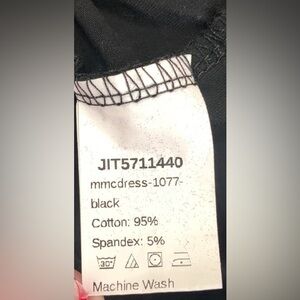 JIT5711440
mmcdress-1077-
black
Cotton: 95%
Spandex: 5%
30°
Machine Wash